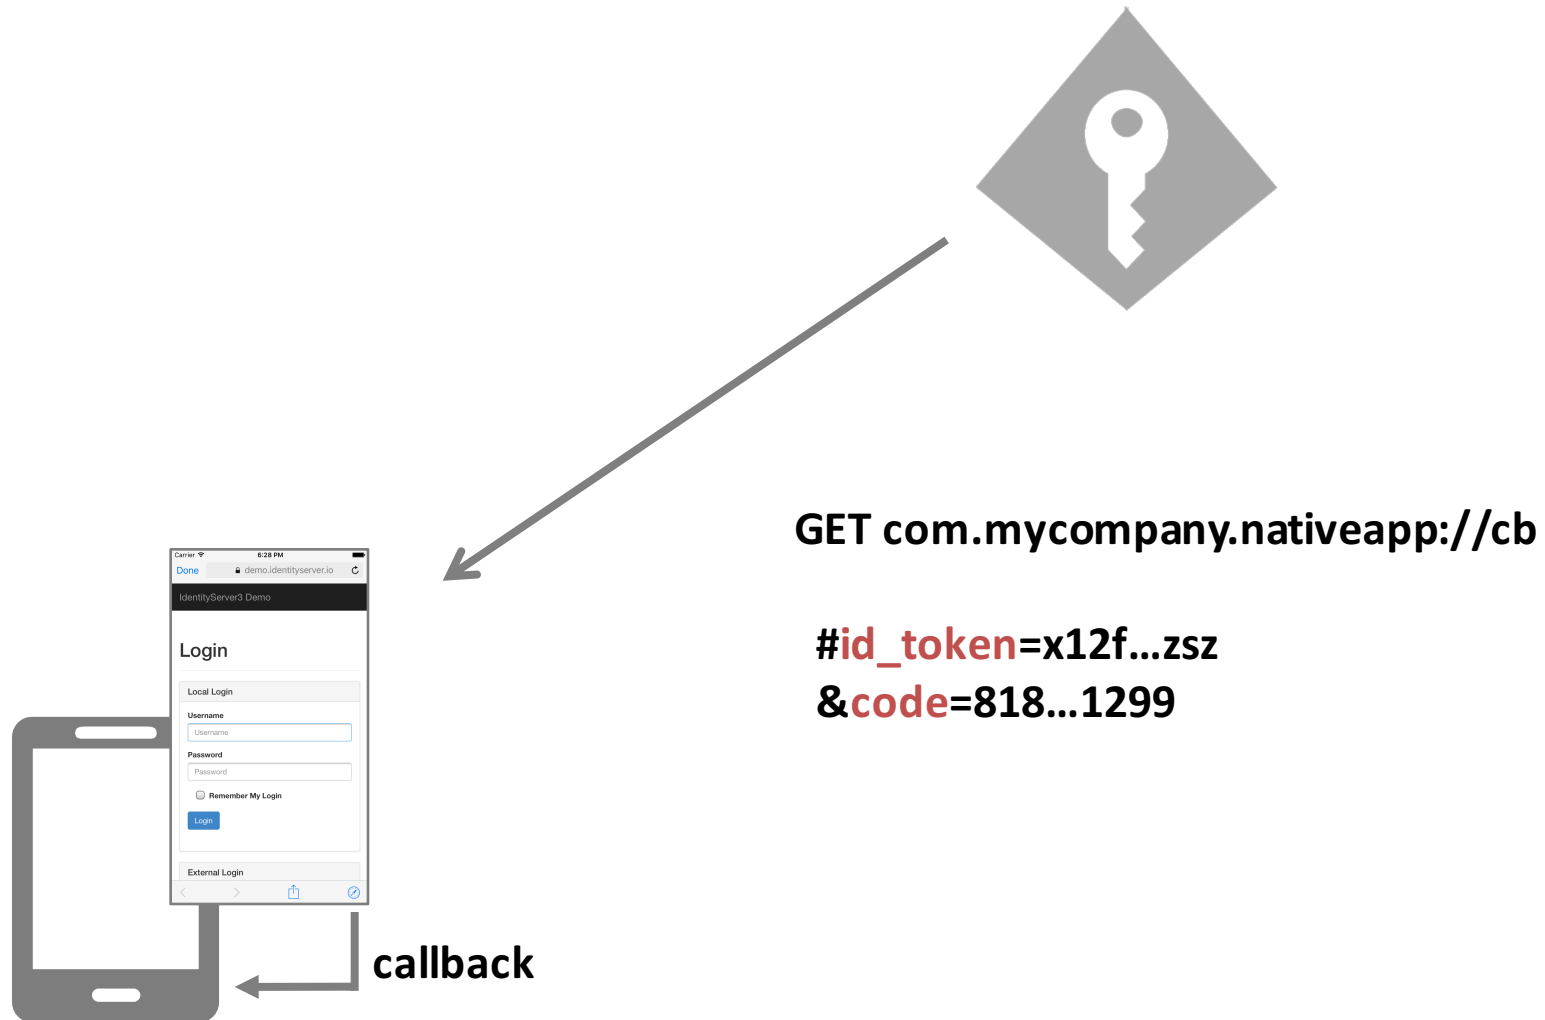 GET com.mycompany.nativeapp://cb
#id_token=x12f...zsz
&code=818...1299
Carrier 6:28 PM
Done demo.identityserver.io
IdentityServer3 Demo
Login
Local Login
Username
Username
Password
Password
Remember My Login
Login
External Login
callback